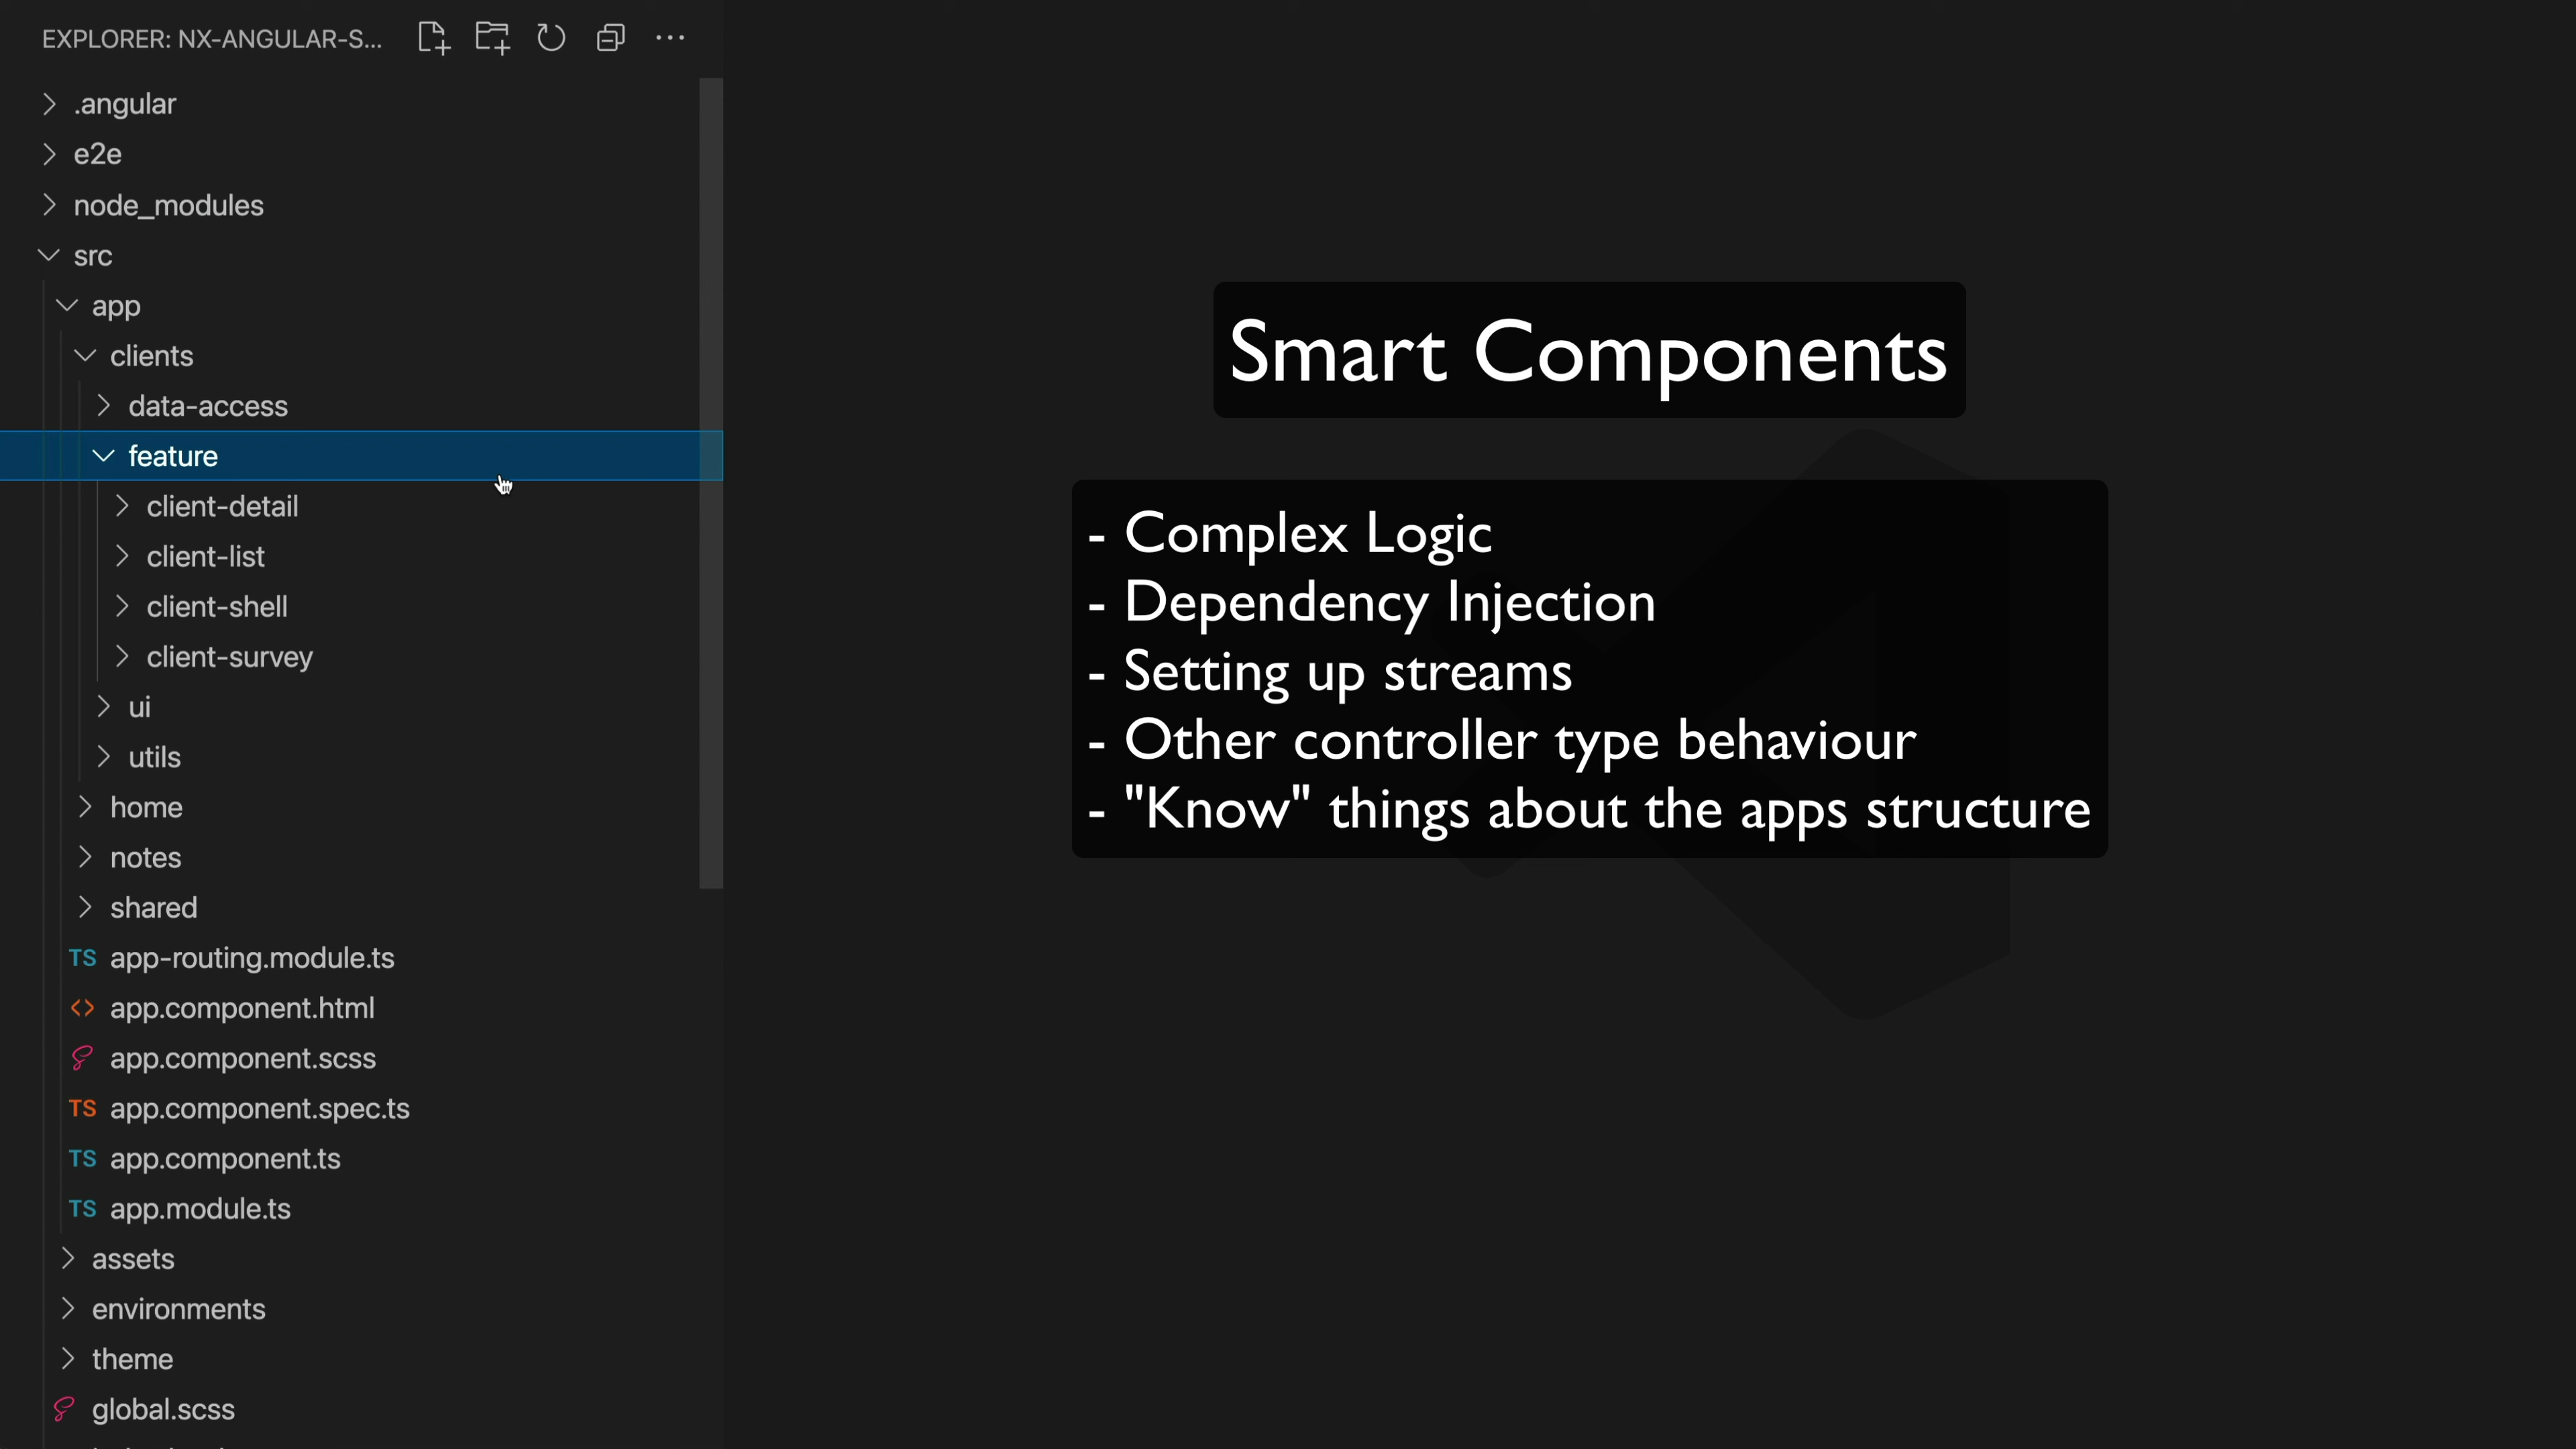 EXPLORER: NX-ANGULAR-S...
.angular
e2e
node_modules
src
app
clients
data-access
feature
client-detail
client-list
client-shell
client-survey
ui
utils
home
notes
shared
TS app-routing.module.ts
<> app.component.html
app.component.scss
TS app.component.spec.ts
TS app.component.ts
TS app.module.ts
assets
environments
theme
global.scss
Smart Components
- Complex Logic
- Dependency Injection
- Setting up streams
- Other controller type behaviour
- "Know" things about the apps structure